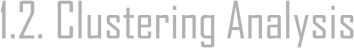 1.2. Clustering Analysis